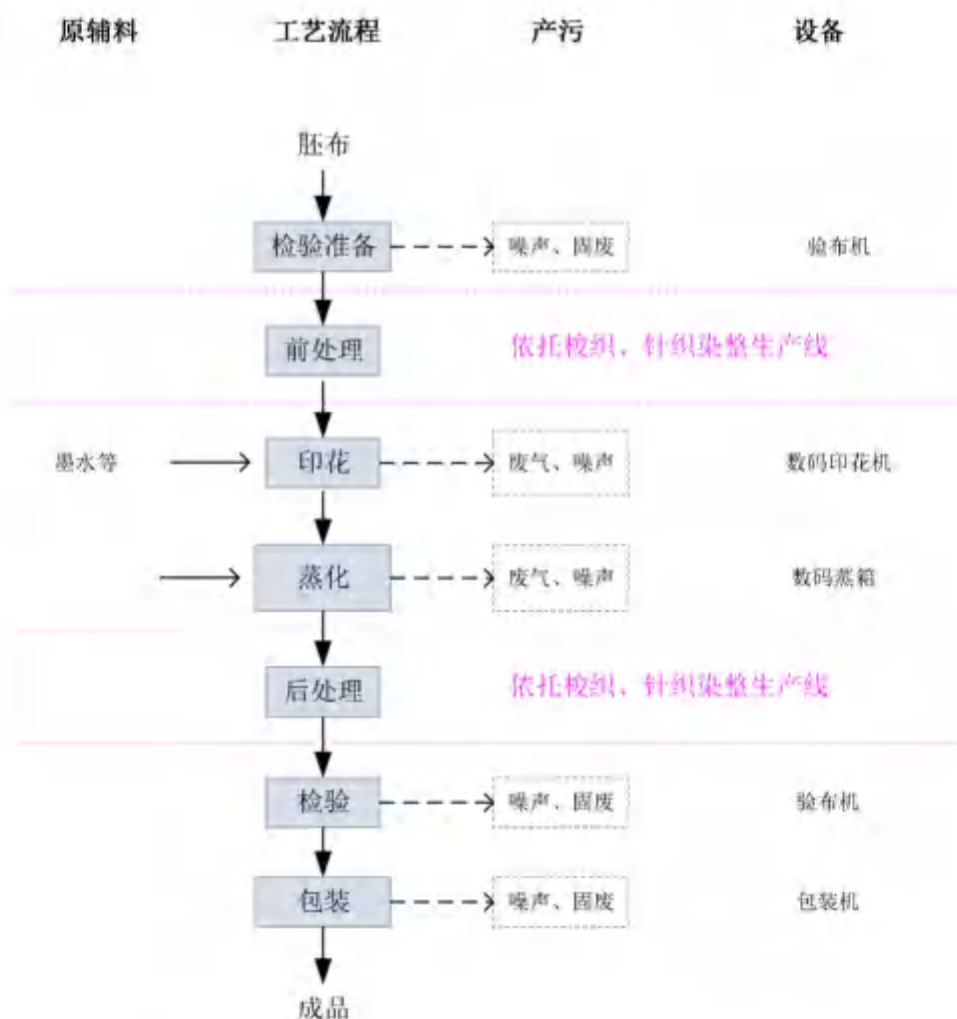 原辅料 工艺流程 产污 设备
胚布
检验准备 噪声、固废 验布机
前处理 依托梭织、针织染整生产线
墨水等 印花 废气、噪声 数码印花机
蒸化 废气、噪声 数码蒸箱
后处理 依托梭织、针织染整生产线
检验 噪声、固废 验布机
包装 噪声、固废 包装机
成品